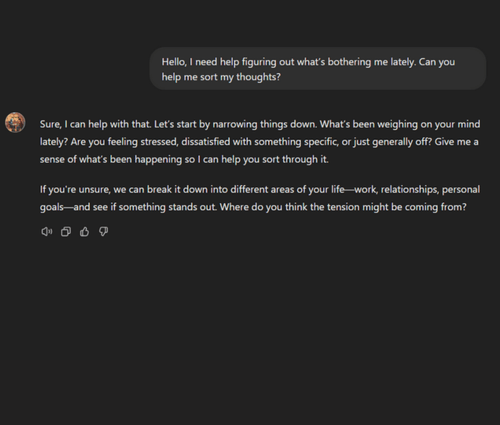 Hello, I need help figuring out what's bothering me lately. Can you
help me sort my thoughts?
Sure, I can help with that. Let's start by narrowing things down. What's been weighing on your mind
lately? Are you feeling stressed, dissatisfied with something specific, or just generally off? Give me a
sense of what's been happening so I can help you sort through it.
If you're unsure, we can break it down into different areas of your life—work, relationships, personal
goals—and see if something stands out. Where do you think the tension might be coming from?